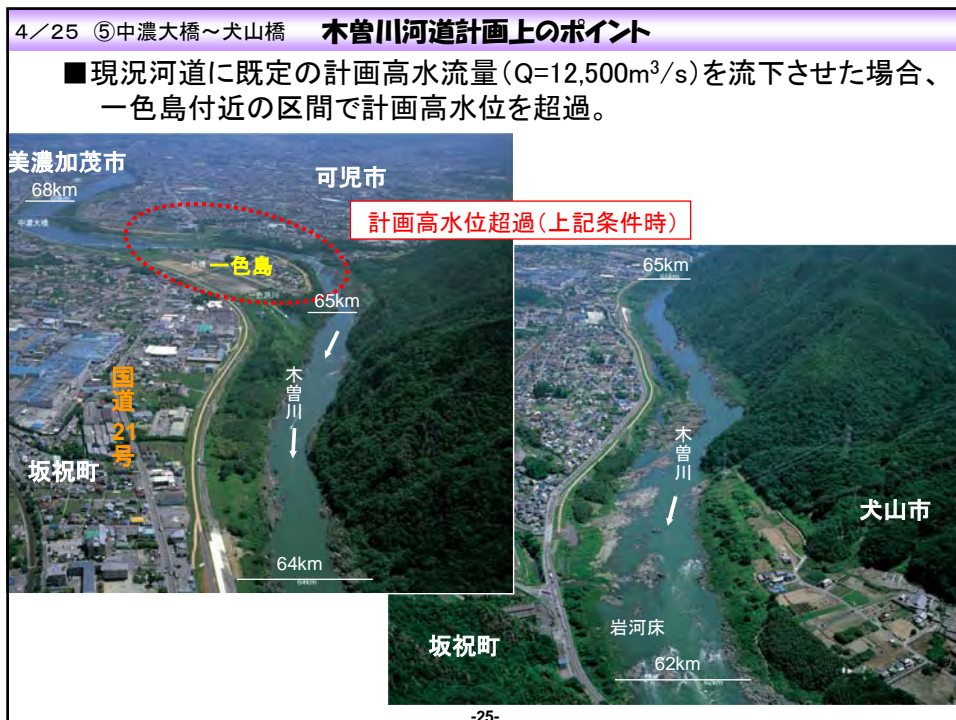 4/25 ⑤中濃大橋～犬山橋 木曽川河道計画上のポイント
■現況河道に既定の計画高水流量(Q=12,500m³/s)を流下させた場合、
一色島付近の区間で計画高水位を超過。
美濃加茂市
68km
可児市
中濃大橋
計画高水位超過(上記条件時)
一色島
65km
木曽川
国道21号
坂祝町
64km
65km
木曽川
犬山市
岩河床
坂祝町
62km
-25-